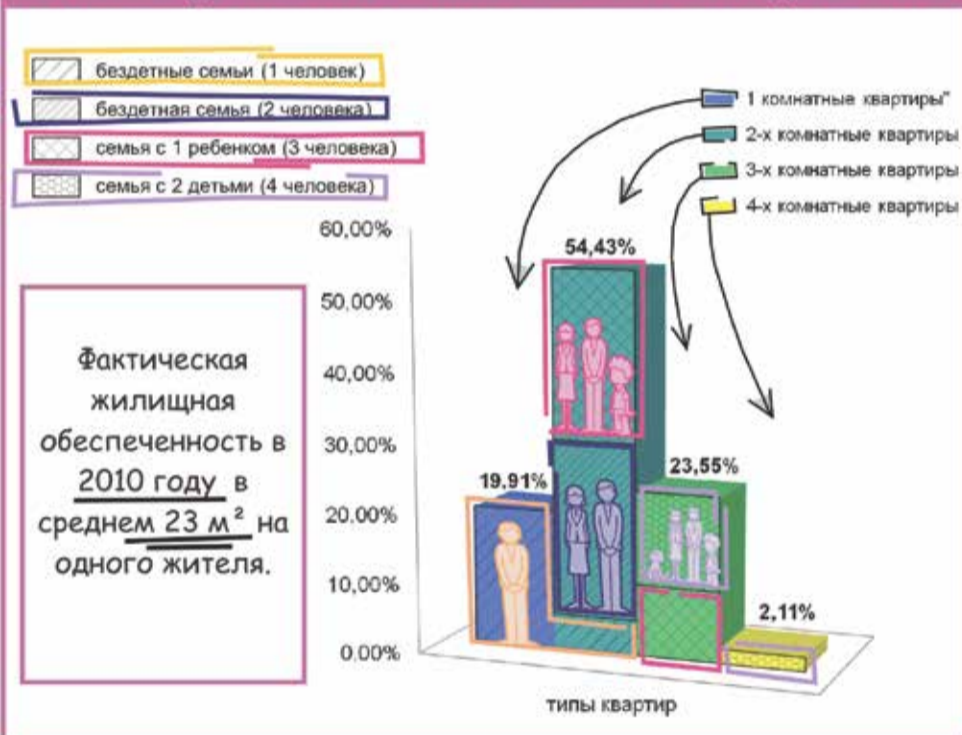 бездетные семьи (1 человек)
бездетная семья (2 человека)
семья с 1 ребенком (3 человека)
семья с 2 детьми (4 человека)
1 комнатные квартиры"
2-х комнатные квартиры
3-х комнатные квартиры
4-х комнатные квартиры
60,00%
50,00%
40,00%
30,00%
20,00%
10,00%
0,00%
54,43%
19,91%
23,55%
2,11%
типы квартир
Фактическая
жилищная
обеспеченность в
2010 году в
среднем 23 м² на
одного жителя.